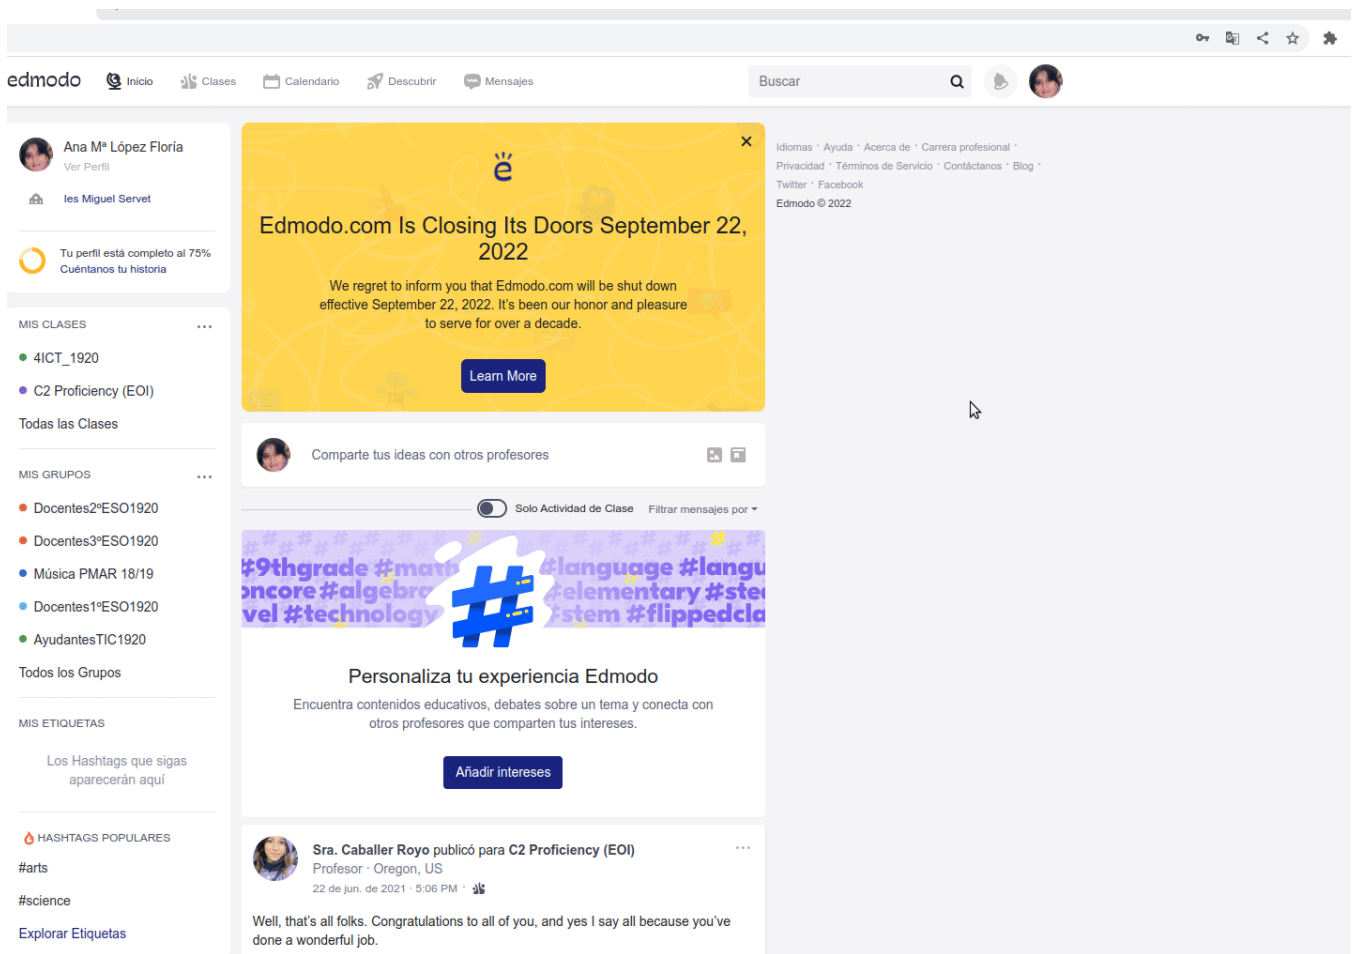 edmodo
Inicio
Clases
Calendario
Descubrir
Mensajes
Buscar
Ana Mª López Floría
Ver Perfil
Ies Miguel Servet
Tu perfil está completo al 75%
Cuéntanos tu historia
MIS CLASES
4ICT_1920
C2 Proficiency (EOI)
Todas las Clases
MIS GRUPOS
Docentes2ºESO1920
Docentes3ºESO1920
Música PMAR 18/19
Docentes1ºESO1920
AyudantesTIC1920
Todos los Grupos
MIS ETIQUETAS
Los Hashtags que sigas
aparecerán aquí
HASHTAGS POPULARES
#arts
#science
Explorar Etiquetas
ë
Edmodo.com Is Closing Its Doors September 22,
2022
We regret to inform you that Edmodo.com will be shut down
effective September 22, 2022. It's been our honor and pleasure
to serve for over a decade.
Learn More
Comparte tus ideas con otros profesores
Solo Actividad de Clase
Filtrar mensajes por
#9thgrade #math #language #langu
oncore #algebra #elementary #stea
vel #technology #stem #flippedcla
#
Personaliza tu experiencia Edmodo
Encuentra contenidos educativos, debates sobre un tema y conecta con
otros profesores que comparten tus intereses.
Añadir intereses
Sra. Caballer Royo publicó para C2 Proficiency (EOI)
Profesor · Oregon, US
22 de jun. de 2021 · 5:06 PM ·
Well, that's all folks. Congratulations to all of you, and yes I say all because you've
done a wonderful job.
Idiomas · Ayuda · Acerca de · Carrera profesional ·
Privacidad · Términos de Servicio · Contáctanos · Blog ·
Twitter · Facebook
Edmodo © 2022